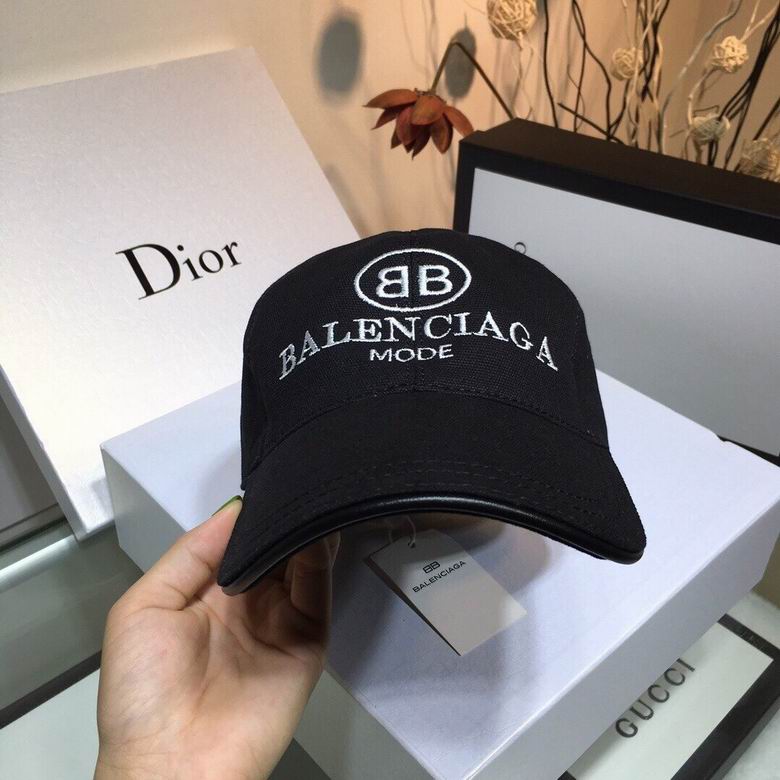 Dior
BB
BALENCIAGA
MODE
BB
BALENCIAGA
GUCCI